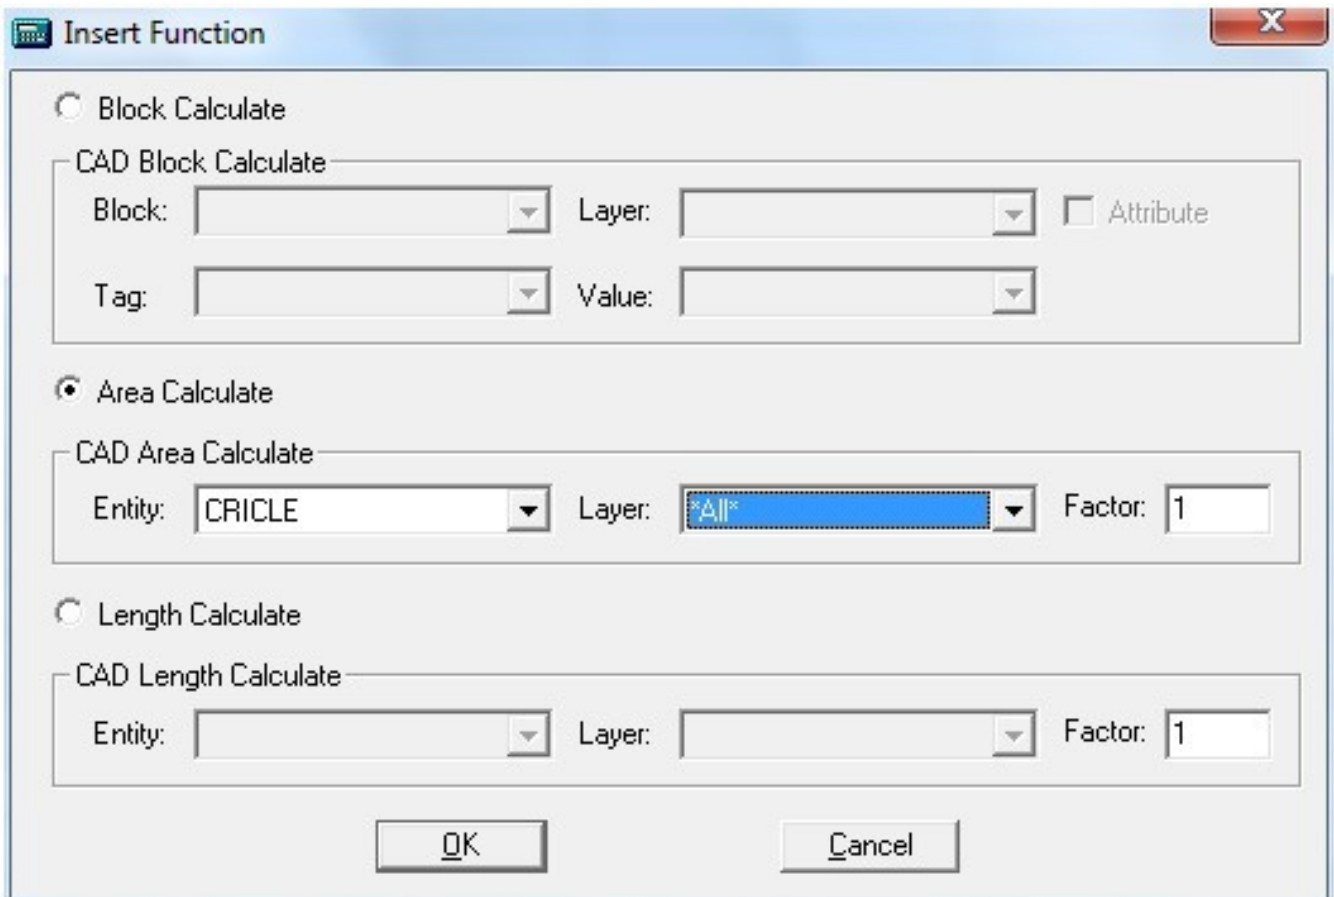 Insert Function
Block Calculate
CAD Block Calculate
Block: Layer: Attribute
Tag: Value:
Area Calculate
CAD Area Calculate
Entity: CRICLE Layer: *All* Factor: 1
Length Calculate
CAD Length Calculate
Entity: Layer: Factor: 1
OK Cancel